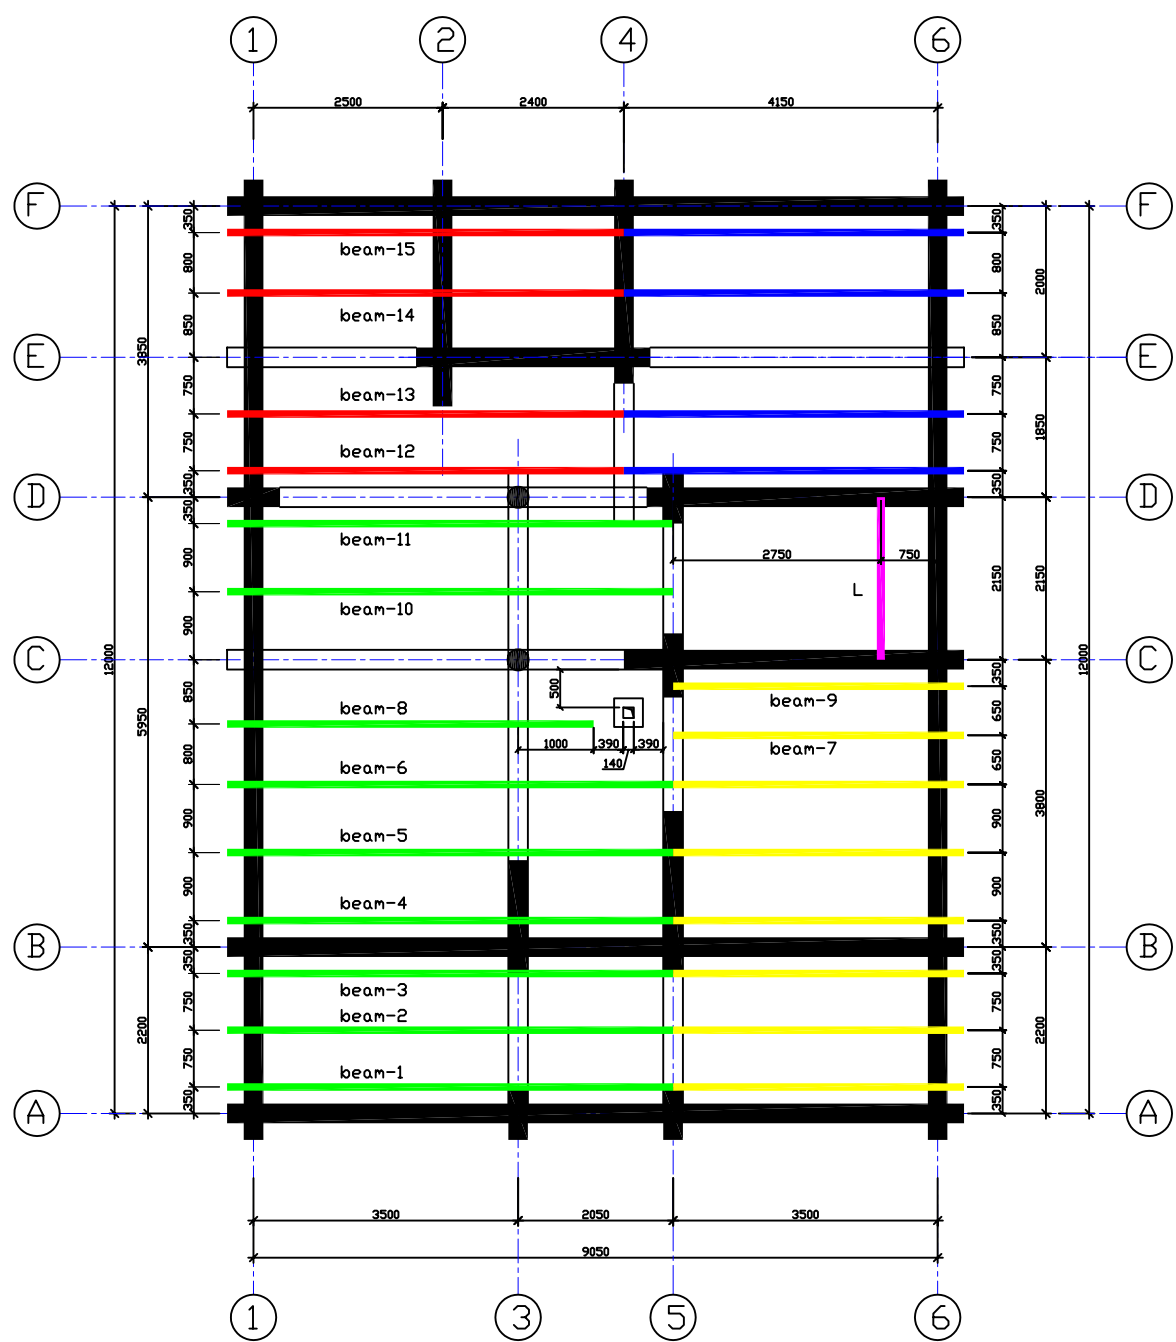 1 2 4 6
2500 2400 4150
F F
350 350
beam-15
800 800
2000
beam-14
850 850
E 3850 E
beam-13
750 750
1850
beam-12
750 750
350 350
D D
350
beam-11
900
2750 750
2150 2150
L
beam-10
900
12000 12000
C C
350
500
beam-9
850
beam-8
650
5950
1000 390 390
beam-7
140
800 650
beam-6
3800
900 900
beam-5
900 900
beam-4
350 350
B B
350 350
beam-3
750 750
beam-2
2200 2200
750 750
beam-1
350 350
A A
3500 2050 3500
9050
1 3 5 6